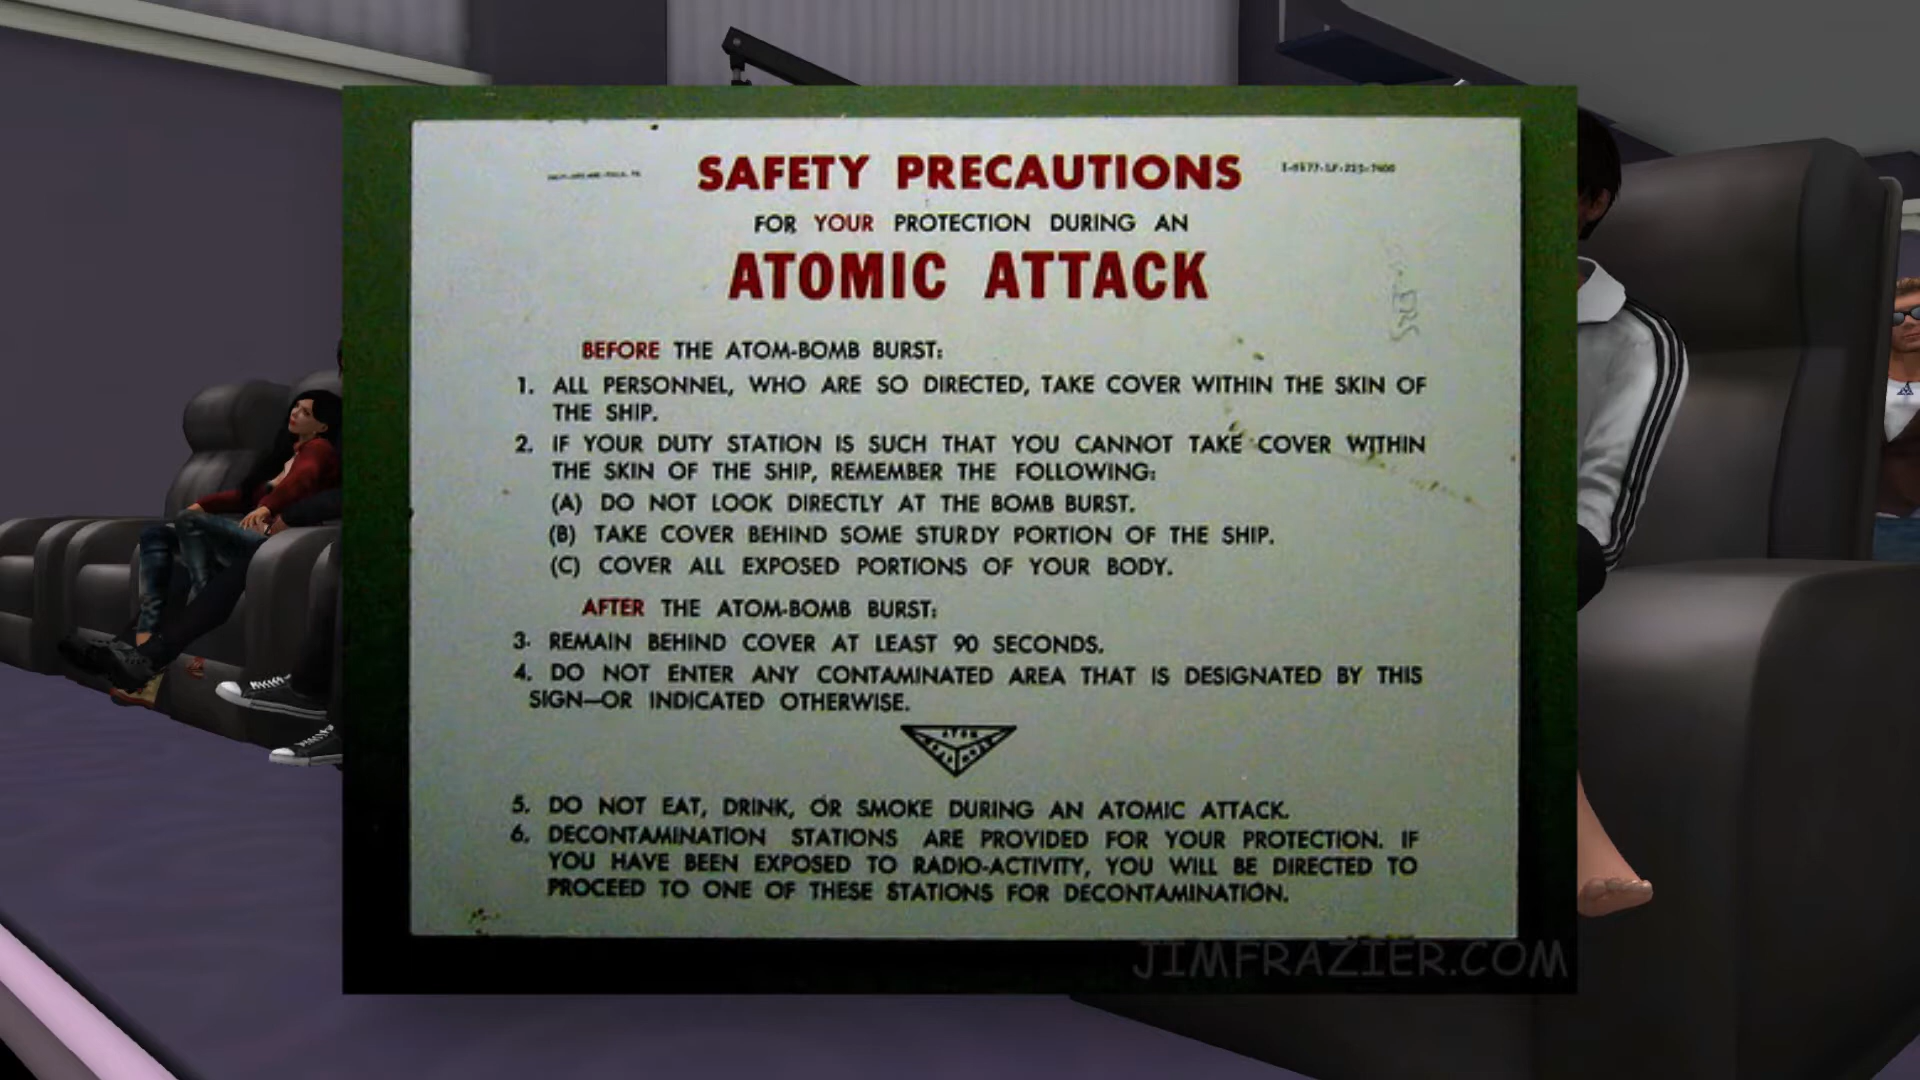 SAFETY PRECAUTIONS
FOR YOUR PROTECTION DURING AN
ATOMIC ATTACK
BEFORE THE ATOM-BOMB BURST:
1. ALL PERSONNEL, WHO ARE SO DIRECTED, TAKE COVER WITHIN THE SKIN OF
THE SHIP.
2. IF YOUR DUTY STATION IS SUCH THAT YOU CANNOT TAKE COVER WITHIN
THE SKIN OF THE SHIP, REMEMBER THE FOLLOWING:
(A) DO NOT LOOK DIRECTLY AT THE BOMB BURST.
(B) TAKE COVER BEHIND SOME STURDY PORTION OF THE SHIP.
(C) COVER ALL EXPOSED PORTIONS OF YOUR BODY.
AFTER THE ATOM-BOMB BURST:
3. REMAIN BEHIND COVER AT LEAST 90 SECONDS.
4. DO NOT ENTER ANY CONTAMINATED AREA THAT IS DESIGNATED BY THIS
SIGN—OR INDICATED OTHERWISE.
ATOM
5. DO NOT EAT, DRINK, OR SMOKE DURING AN ATOMIC ATTACK.
6. DECONTAMINATION STATIONS ARE PROVIDED FOR YOUR PROTECTION. IF
YOU HAVE BEEN EXPOSED TO RADIO-ACTIVITY, YOU WILL BE DIRECTED TO
PROCEED TO ONE OF THESE STATIONS FOR DECONTAMINATION.
JIMFRAZIER.COM